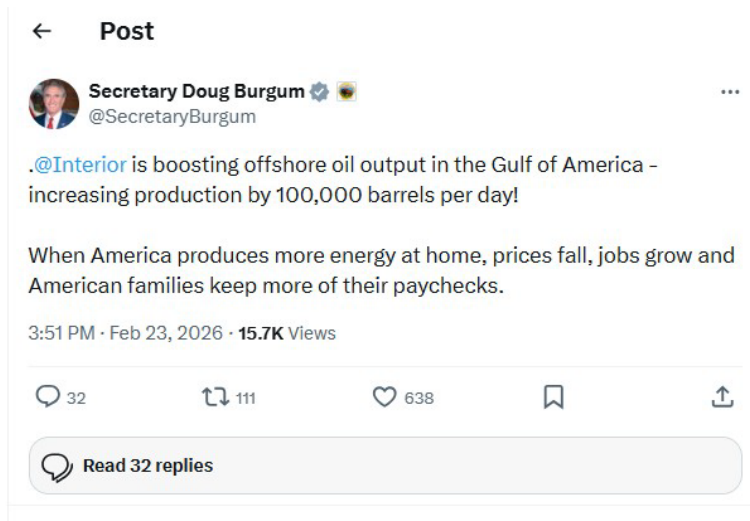 Post
Secretary Doug Burgum
@SecretaryBurgum
.@Interior is boosting offshore oil output in the Gulf of America -
increasing production by 100,000 barrels per day!
When America produces more energy at home, prices fall, jobs grow and
American families keep more of their paychecks.
3:51 PM · Feb 23, 2026 · 15.7K Views
32 111 638
Read 32 replies